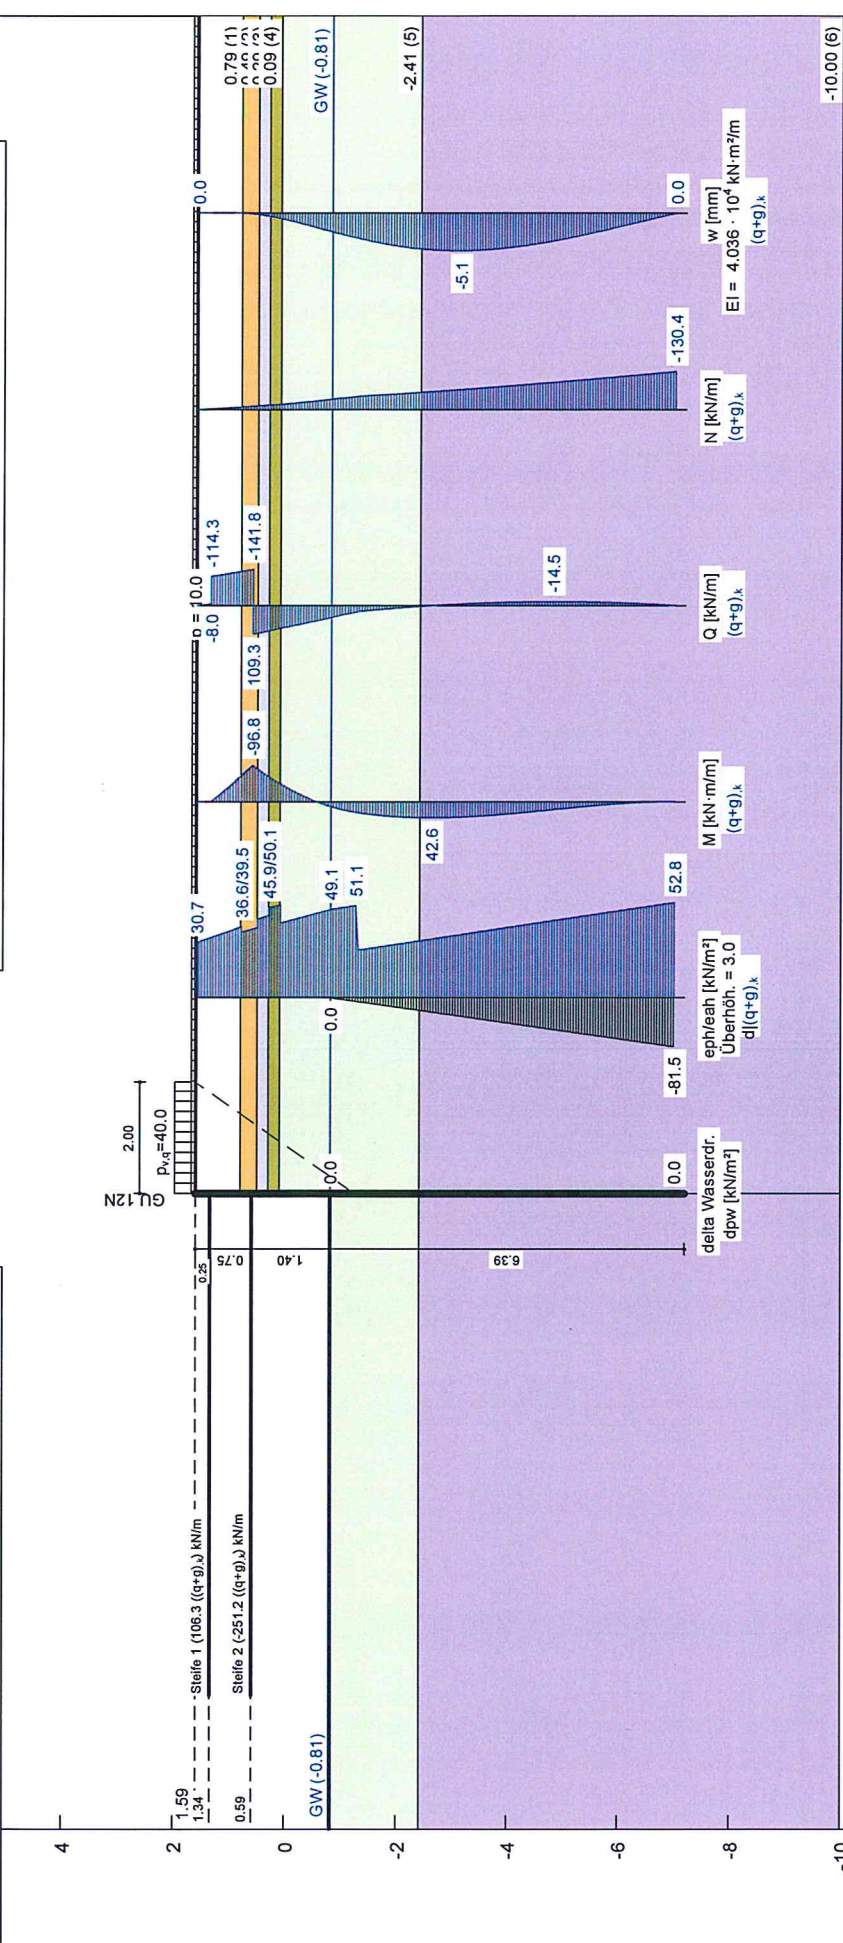 1.59
1.34
0.59
GW (-0.81)
4
2
0
-2
-4
-6
-8
-10
Steife 1 (106.3 ((q+g),k) kN/m
Steife 2 (-251.2 ((q+g),k) kN/m
0.25
0.75
1.40
6.39
GU 12N
2.00
pv,q=40.0
0.0
0.0
delta Wasserdr.
dpw [kN/m²]
30.7
36.6/39.5
45.9/50.1
49.1
51.1
52.8
0.0
-81.5
eph/eah [kN/m²]
Überhöh. = 3.0
d|(q+g),k
-96.8
42.6
M [kN·m/m]
(q+g),k
p = 10.0
-8.0
-114.3
-141.8
109.3
-14.5
Q [kN/m]
(q+g),k
-130.4
N [kN/m]
(q+g),k
0.0
-5.1
0.0
w [mm]
EI = 4.036 · 10⁴ kN·m²/m
(q+g),k
0.79 (1)
0.09 (4)
GW (-0.81)
-2.41 (5)
-10.00 (6)